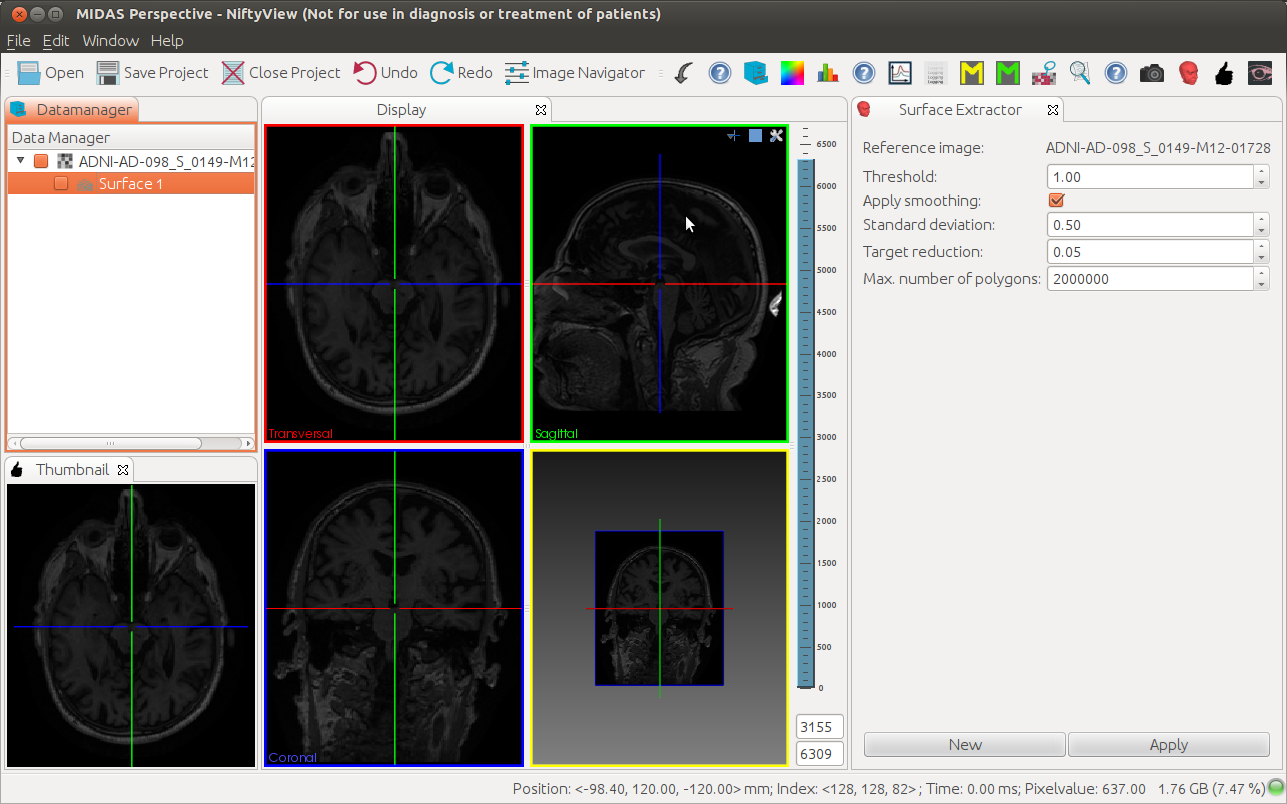 MIDAS Perspective - NiftyView (Not for use in diagnosis or treatment of patients)
File Edit Window Help
Open Save Project Close Project Undo Redo Image Navigator
Datamanager
Data Manager
ADNI-AD-098_S_0149-M12
Surface 1
Thumbnail
Display
Transversal
Sagittal
Coronal
6500
6000
5500
5000
4500
4000
3500
3000
2500
2000
1500
1000
500
0
3155
6309
Surface Extractor
Reference image: ADNI-AD-098_S_0149-M12-01728
Threshold: 1.00
Apply smoothing:
Standard deviation: 0.50
Target reduction: 0.05
Max. number of polygons: 2000000
New Apply
Position: <-98.40, 120.00, -120.00> mm; Index: <128, 128, 82> ; Time: 0.00 ms; Pixelvalue: 637.00 1.76 GB (7.47 %)